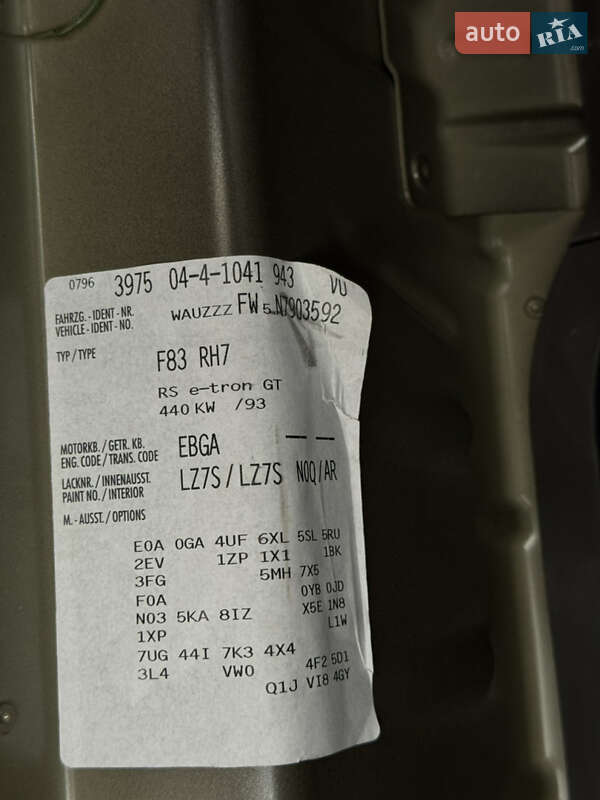 auto RIA .com
0796 3975 04-4-1041 943 VU
FAHRZG.-IDENT-NR.
VEHICLE-IDENT-NO. WAUZZZ FW 5 N7903592
TYP/TYPE F83 RH7
RS e-tron GT
440 KW /93
MOTORKB./GETR. KB.
ENG. CODE/TRANS. CODE EBGA — —
LACKNR./INNENAUSST.
PAINT NO./INTERIOR LZ7S/LZ7S N0Q/AR
M.-AUSST./OPTIONS
E0A 0GA 4UF 6XL 5SL 5RU
2EV 1ZP 1X1 1BK
3FG 5MH 7X5
F0A 0YB 0JD
N03 5KA 8IZ X5E 1N8
1XP L1W
7UG 44I 7K3 4X4
3L4 VW0 4F2 5D1
Q1J VI8 4GY